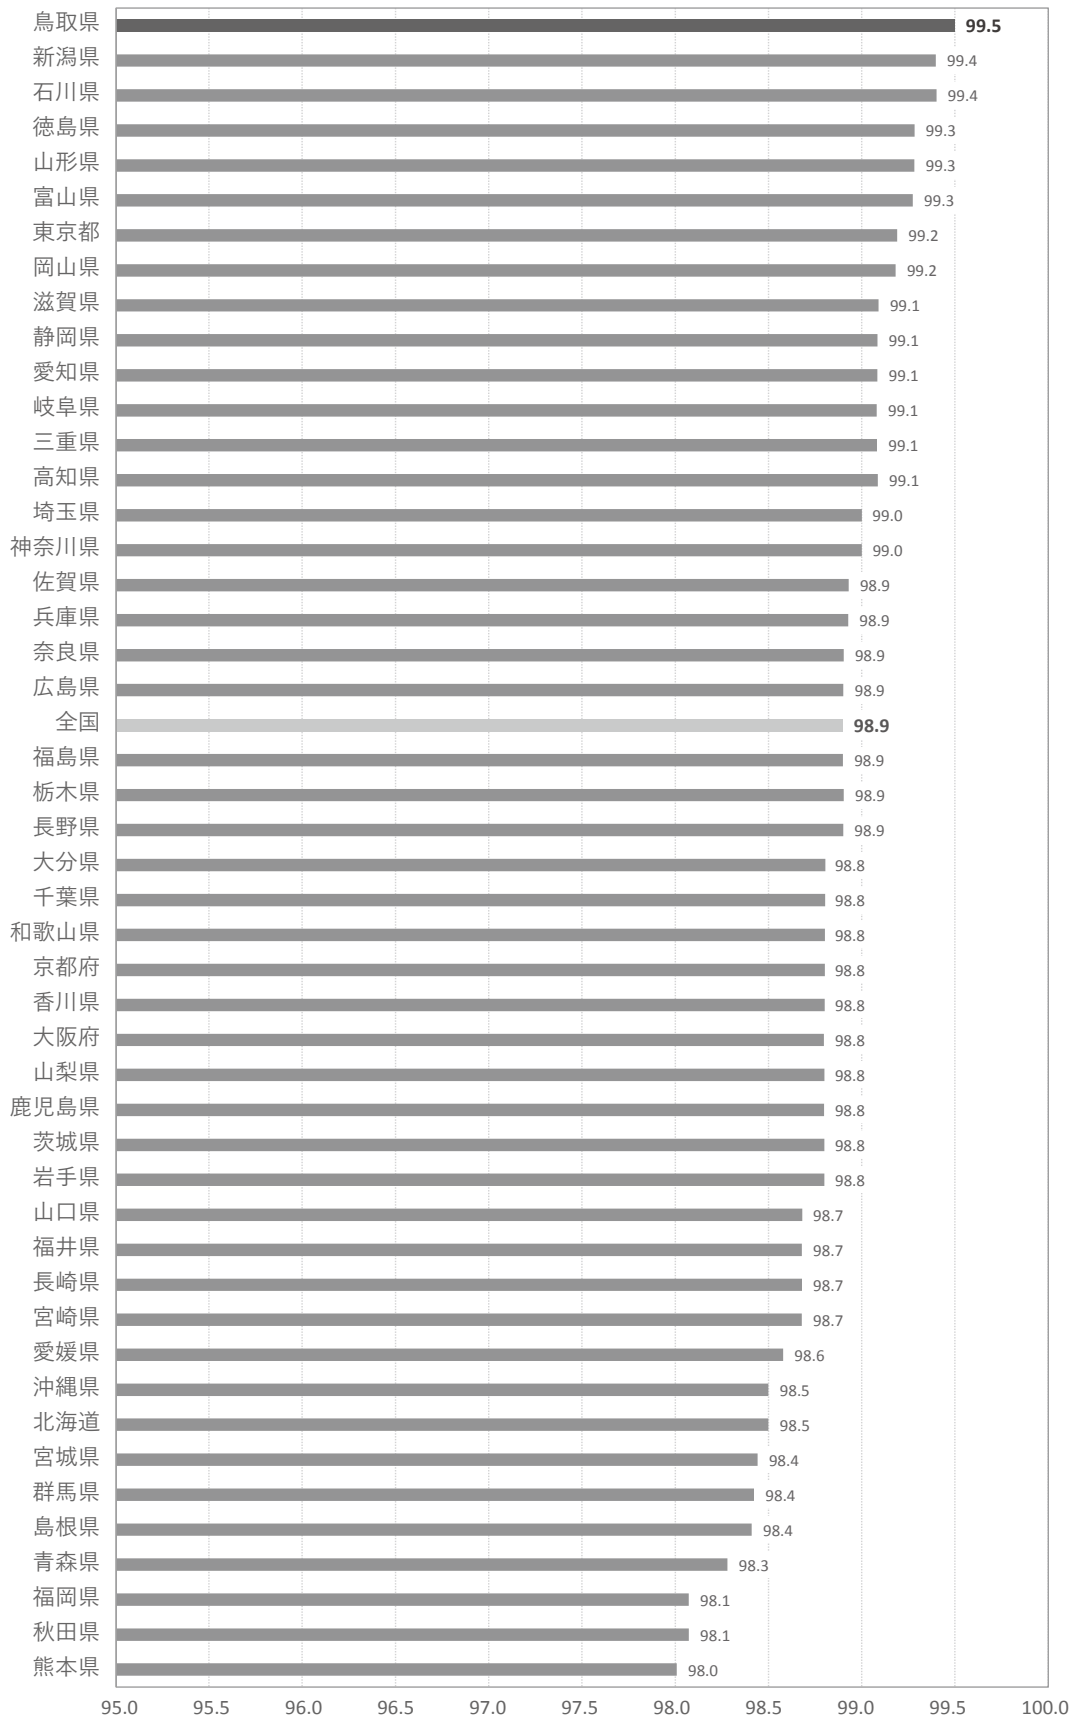 鳥取県 99.5
新潟県 99.4
石川県 99.4
徳島県 99.3
山形県 99.3
富山県 99.3
東京都 99.2
岡山県 99.2
滋賀県 99.1
静岡県 99.1
愛知県 99.1
岐阜県 99.1
三重県 99.1
高知県 99.1
埼玉県 99.0
神奈川県 99.0
佐賀県 98.9
兵庫県 98.9
奈良県 98.9
広島県 98.9
全国 98.9
福島県 98.9
栃木県 98.9
長野県 98.9
大分県 98.8
千葉県 98.8
和歌山県 98.8
京都府 98.8
香川県 98.8
大阪府 98.8
山梨県 98.8
鹿児島県 98.8
茨城県 98.8
岩手県 98.8
山口県 98.7
福井県 98.7
長崎県 98.7
宮崎県 98.7
愛媛県 98.6
沖縄県 98.5
北海道 98.5
宮城県 98.4
群馬県 98.4
島根県 98.4
青森県 98.3
福岡県 98.1
秋田県 98.1
熊本県 98.0
95.0 95.5 96.0 96.5 97.0 97.5 98.0 98.5 99.0 99.5 100.0